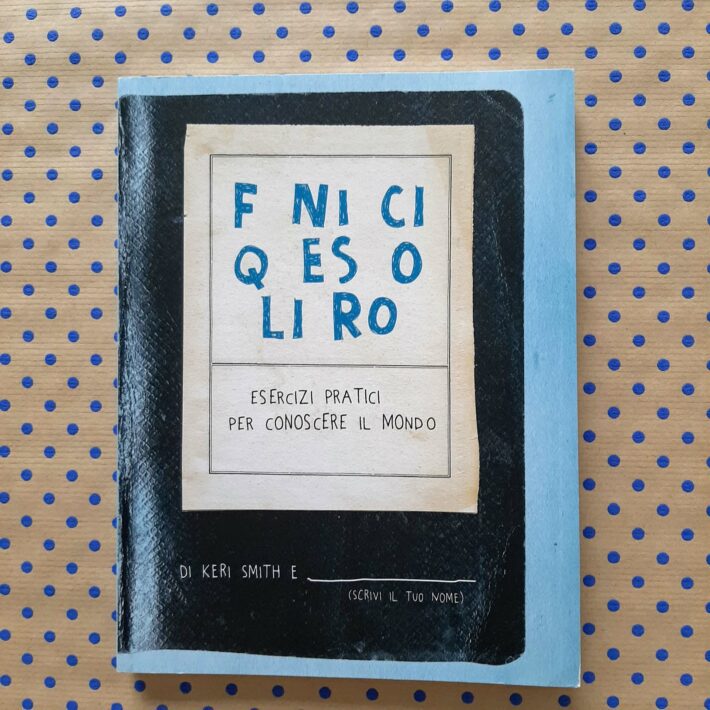 F NI CI
Q ES O
LI RO
ESERCIZI PRATICI
PER CONOSCERE IL MONDO
DI KERI SMITH E
(SCRIVI IL TUO NOME)